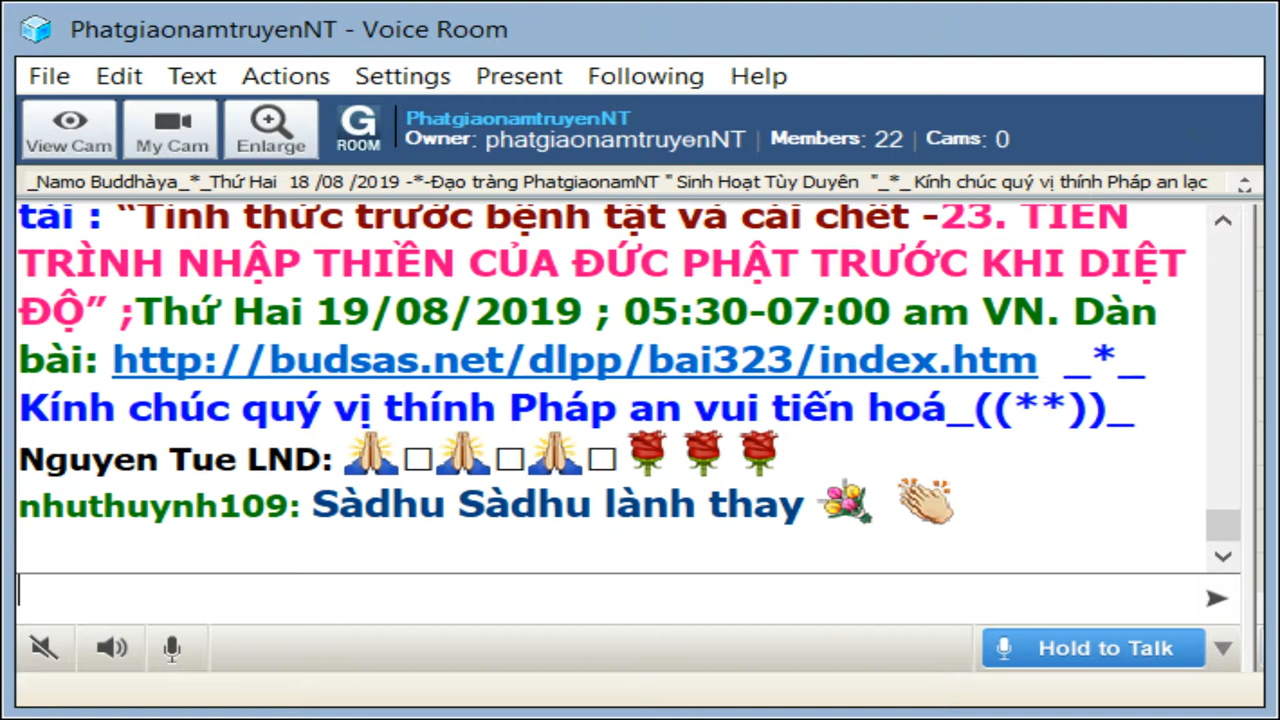 PhatgiaonamtruyenNT - Voice Room
File Edit Text Actions Settings Present Following Help
View Cam My Cam Enlarge G ROOM
PhatgiaonamtruyenNT
Owner: phatgiaonamtruyenNT | Members: 22 | Cams: 0
_Namo Buddhàya_*_Thứ Hai 18 /08 /2019 -*-Đạo tràng PhatgiaonamNT " Sinh Hoạt Tùy Duyên "_*_ Kính chúc quý vị thính Pháp an lạc
tài : “Tỉnh thức trước bệnh tật và cái chết -23. TIẾN
TRÌNH NHẬP THIỀN CỦA ĐỨC PHẬT TRƯỚC KHI DIỆT
ĐỘ” ;Thứ Hai 19/08/2019 ; 05:30-07:00 am VN. Dàn
bài: http://budsas.net/dlpp/bai323/index.htm _*_
Kính chúc quý vị thính Pháp an vui tiến hoá_((**))_
Nguyen Tue LND: 🙏□🙏□🙏□🌹🌹🌹
nhuthuynh109: Sàdhu Sàdhu lành thay 💐 👏
Hold to Talk